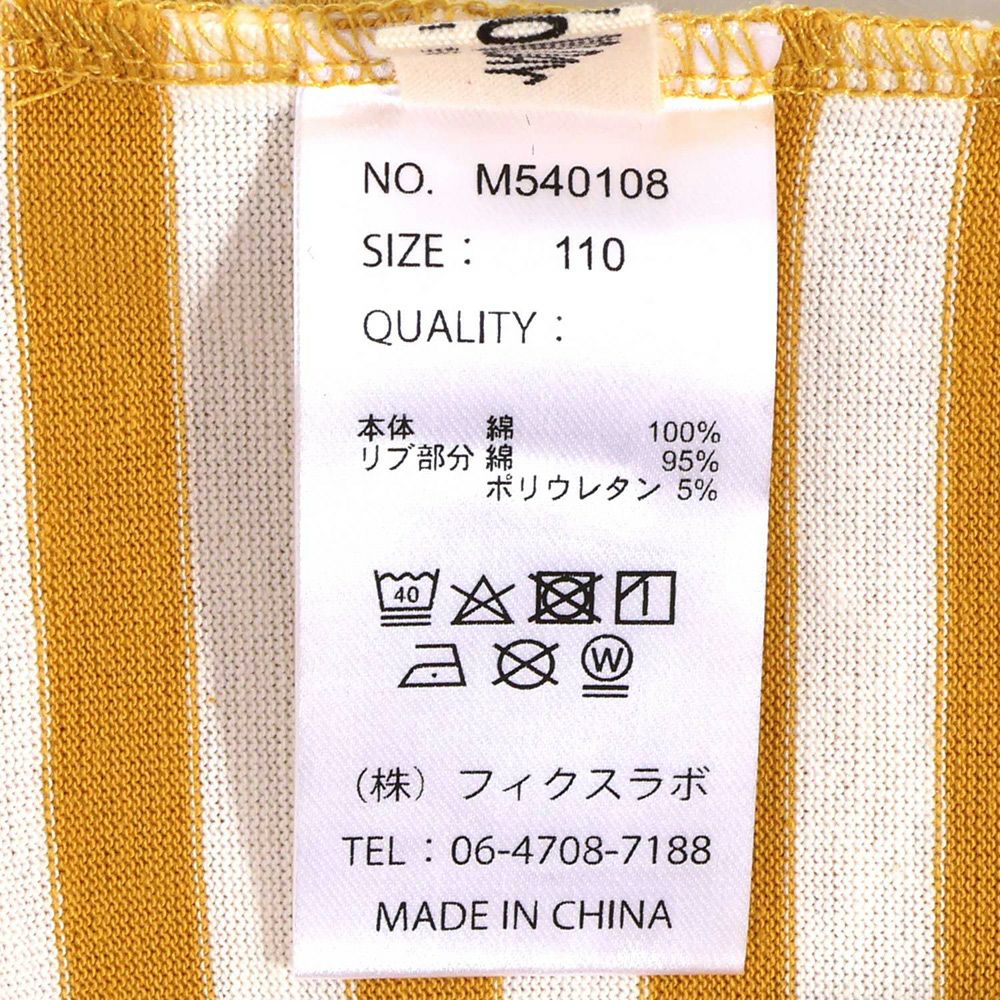 NO. M540108
SIZE： 110
QUALITY：
本体 綿 100%
リブ部分 綿 95%
ポリウレタン 5%
40
W
（株）フィクスラボ
TEL：06-4708-7188
MADE IN CHINA